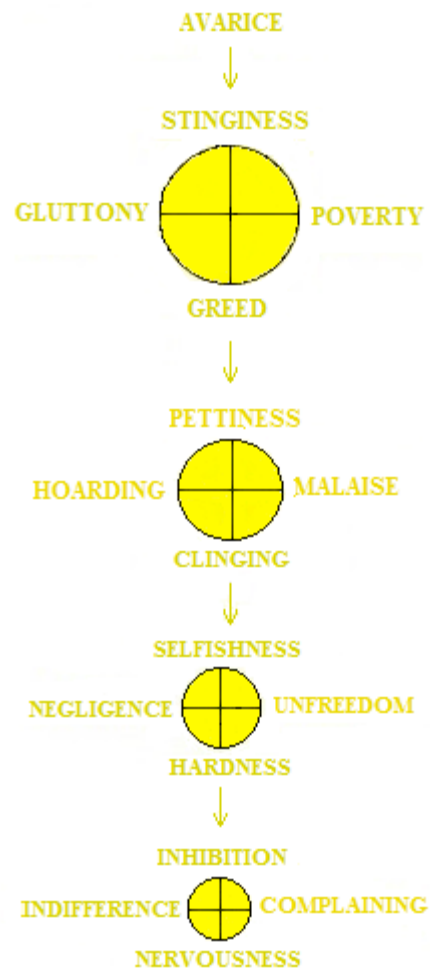 AVARICE
STINGINESS
GLUTTONY POVERTY
GREED
PETTINESS
HOARDING MALAISE
CLINGING
SELFISHNESS
NEGLIGENCE UNFREEDOM
HARDNESS
INHIBITION
INDIFFERENCE COMPLAINING
NERVOUSNESS